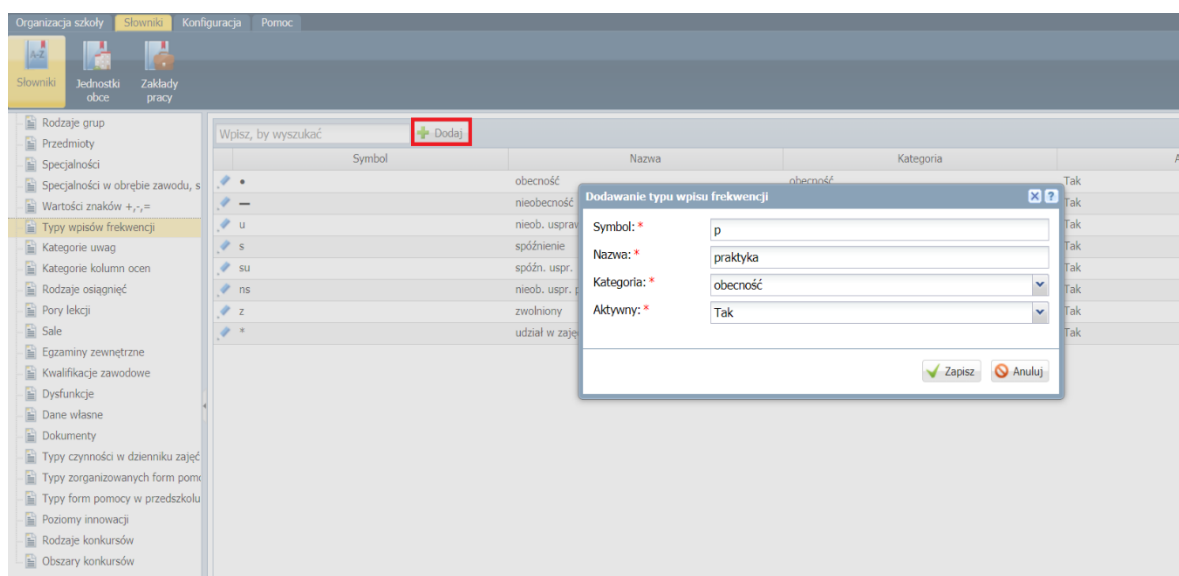 Organizacja szkoły Słowniki Konfiguracja Pomoc
A-Z
Słowniki Jednostki obce Zakłady pracy
Rodzaje grup
Przedmioty
Specjalności
Specjalności w obrębie zawodu, s
Wartości znaków +,-,=
Typy wpisów frekwencji
Kategorie uwag
Kategorie kolumn ocen
Rodzaje osiągnięć
Pory lekcji
Sale
Egzaminy zewnętrzne
Kwalifikacje zawodowe
Dysfunkcje
Dane własne
Dokumenty
Typy czynności w dzienniku zajęć
Typy zorganizowanych form pomo
Typy form pomocy w przedszkolu
Poziomy innowacji
Rodzaje konkursów
Obszary konkursów
Wpisz, by wyszukać Dodaj
Symbol Nazwa Kategoria A
● obecność obecność Tak
— nieobecność Tak
u nieob. uspraw Tak
s spóźnienie Tak
su spóźn. uspr. Tak
ns nieob. uspr. p Tak
z zwolniony Tak
* udział w zaję Tak
Dodawanie typu wpisu frekwencji
Symbol: * p
Nazwa: * praktyka
Kategoria: * obecność
Aktywny: * Tak
Zapisz Anuluj